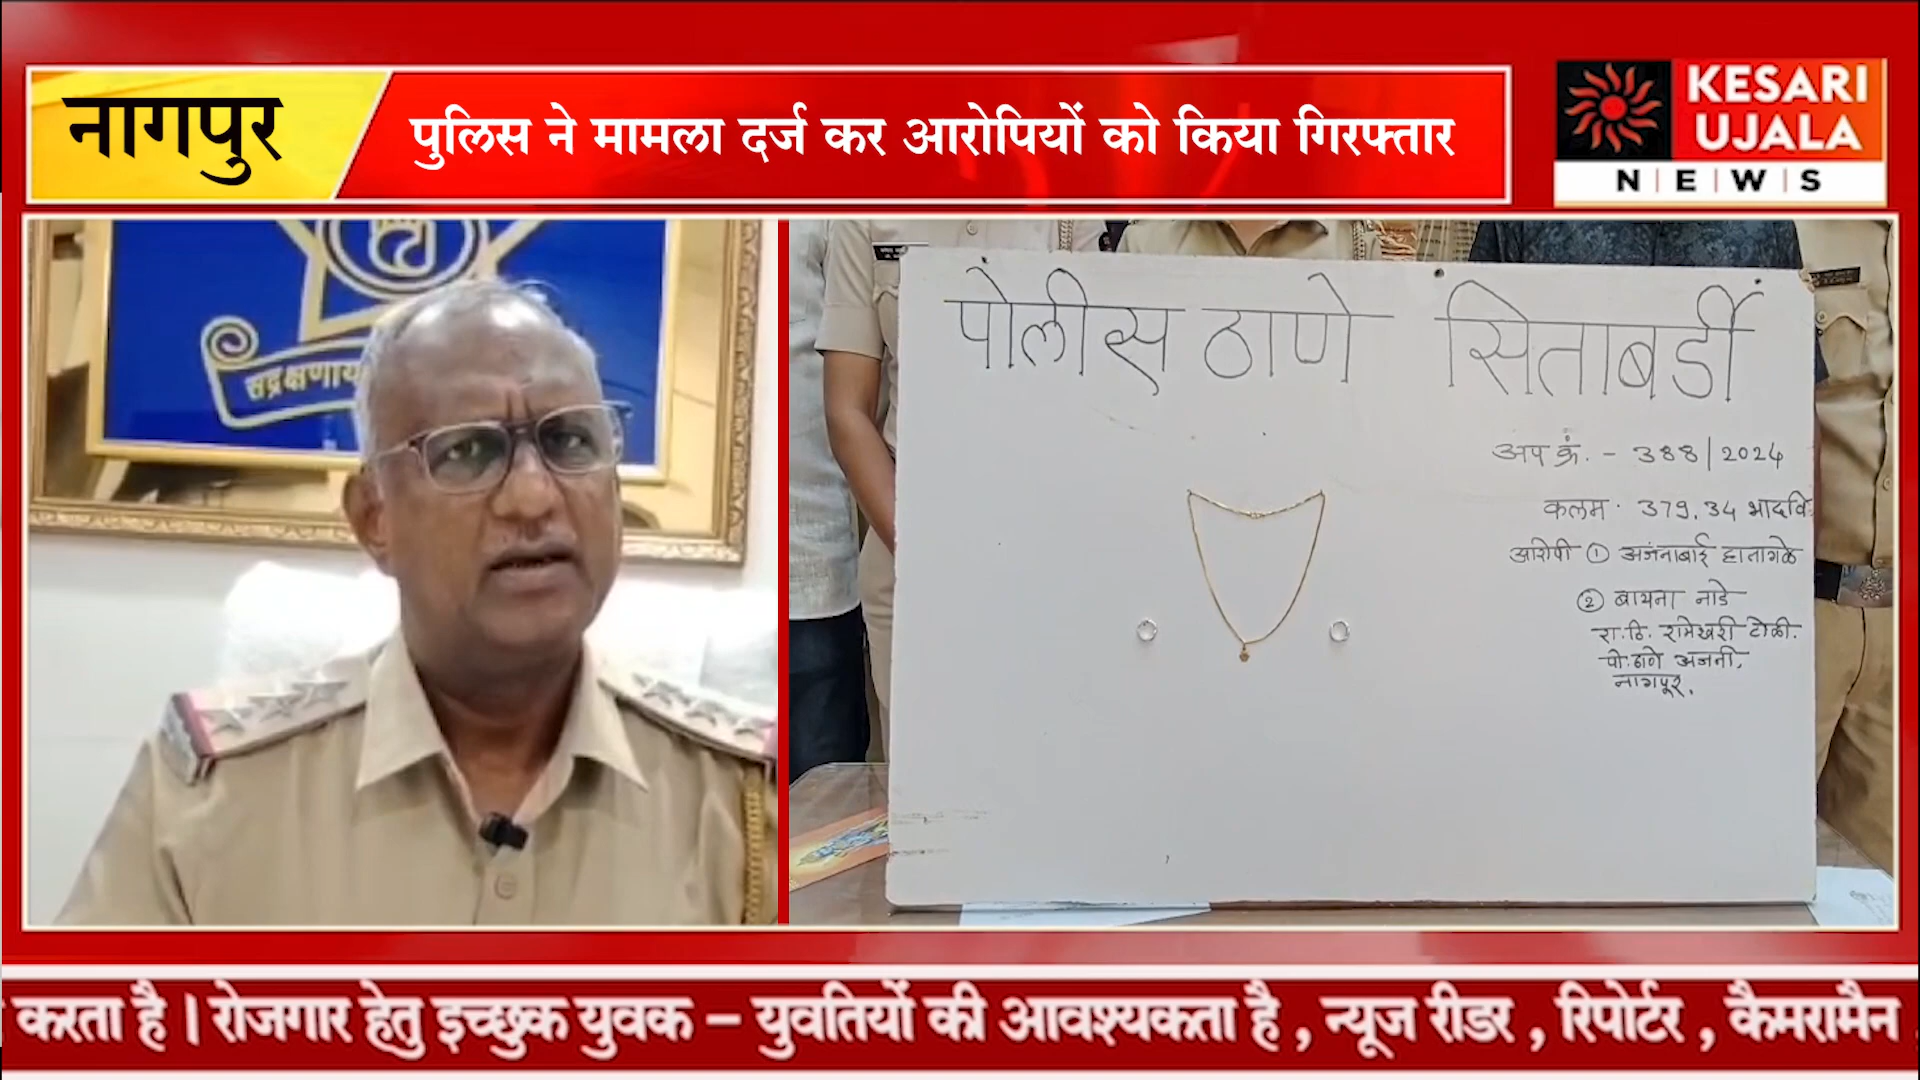 नागपुर
पुलिस ने मामला दर्ज कर आरोपियों को किया गिरफ्तार
KESARI
UJALA
NEWS
सद्रक्षणाय
पोलीस ठाणे सिताबर्डी
अप क्रं. - 388/2024
कलम. 379, 34 भादवि
आरोपी ① अजंनाबाई हातागळे
② बायना नाडे
रा. ठि. रामेश्वरी टोळी.
पो. ठाणे अजनी,
नागपूर.
करता है । रोजगार हेतु इच्छुक युवक – युवतियों की आवश्यकता है , न्यूज रीडर , रिपोर्टर , कैमरामैन